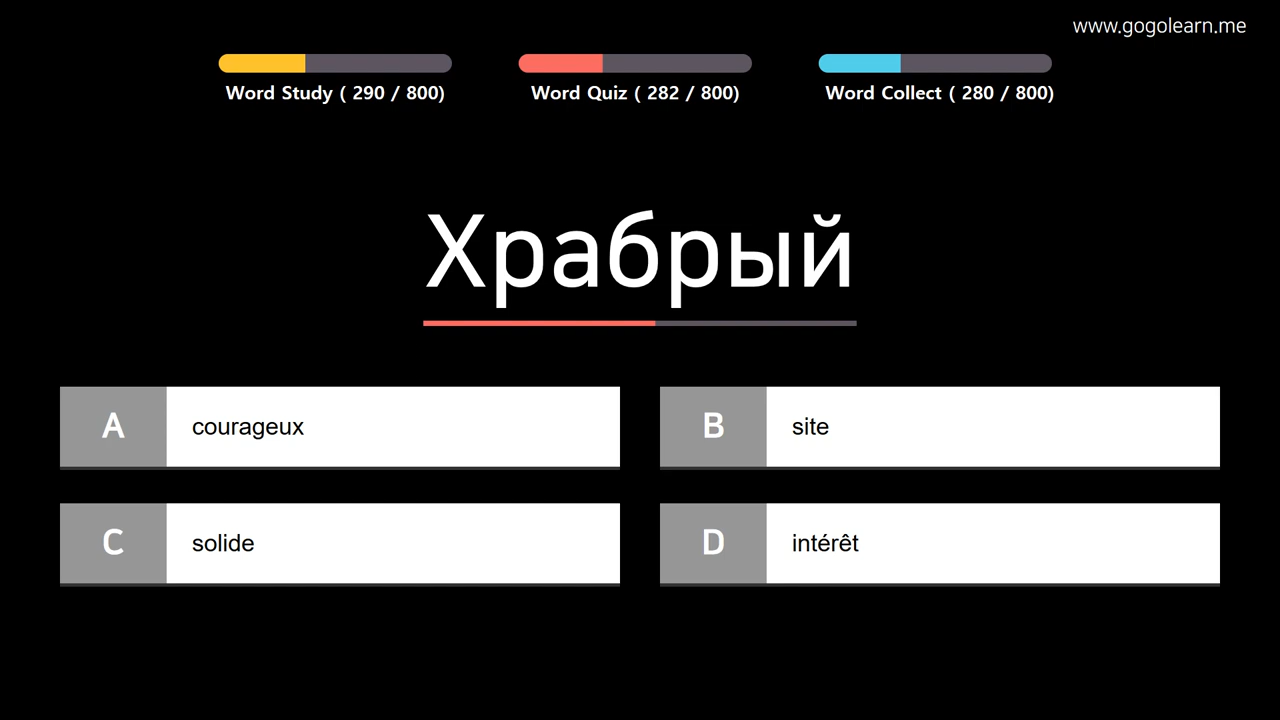 www.gogolearn.me
Word Study ( 290 / 800)
Word Quiz ( 282 / 800)
Word Collect ( 280 / 800)
Храбрый
A courageux
B site
C solide
D intérêt